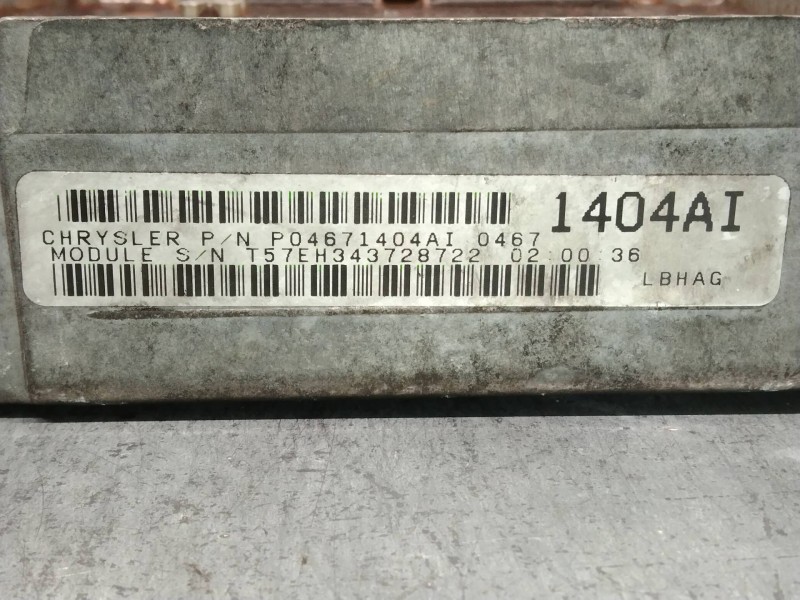 1404AI
CHRYSLER P/N P04671404AI 0467
MODULE S/N T57EH343728722 02:00:36
LBHAG